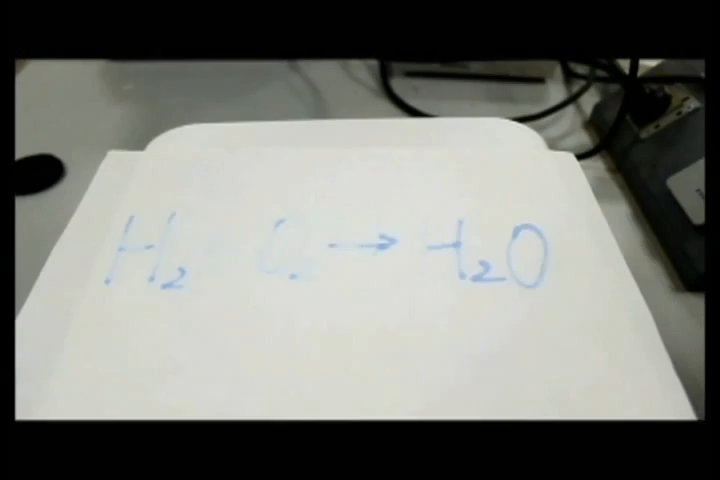 H₂ + O₂ → H₂O